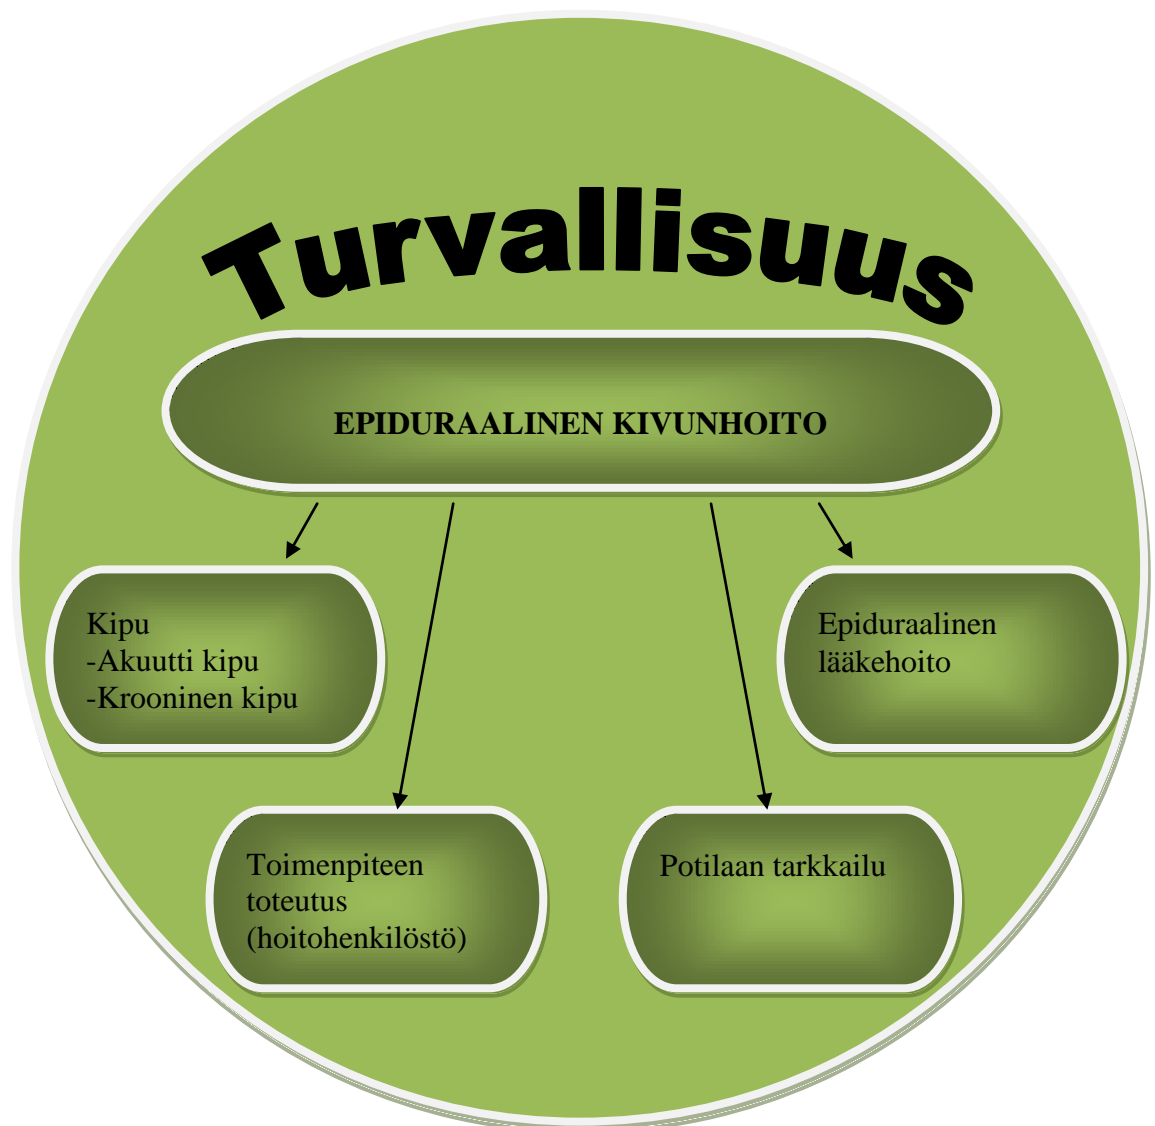 Turvallisuus
EPIDURAALINEN KIVUNHOITO
Kipu
-Akuutti kipu
-Krooninen kipu
Epiduraalinen
lääkehoito
Toimenpiteen
toteutus
(hoitohenkilöstö)
Potilaan tarkkailu